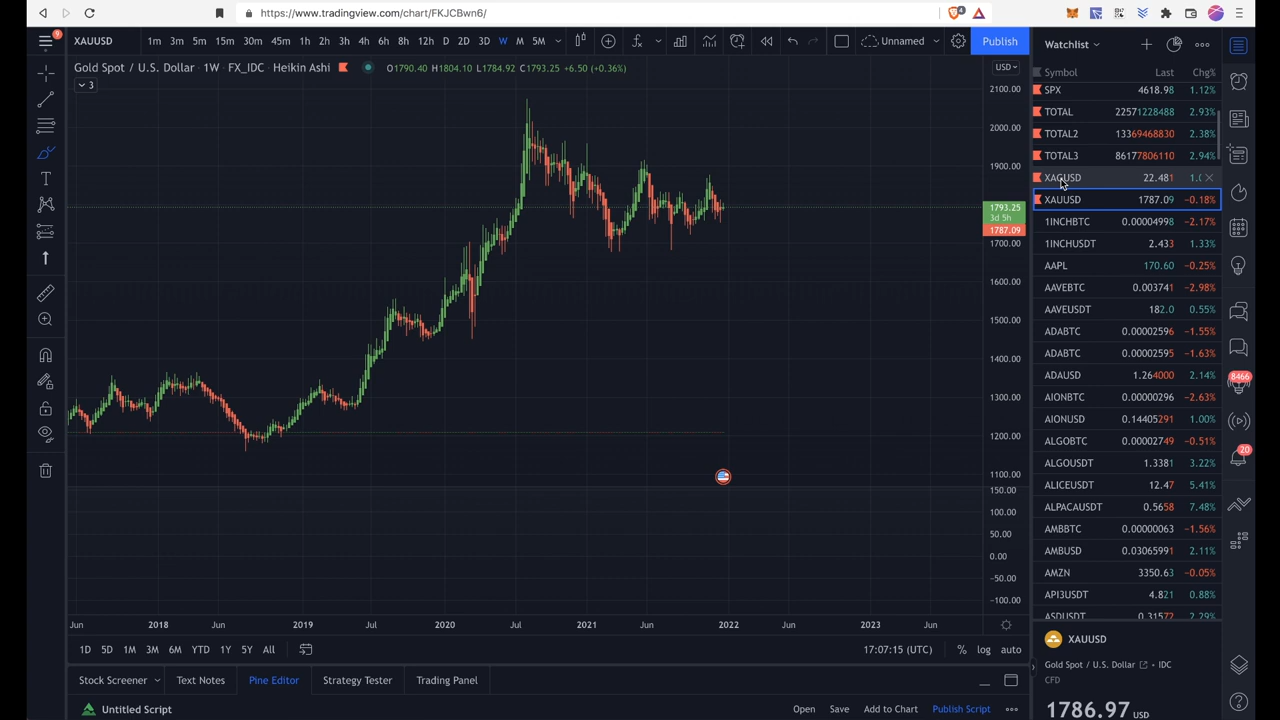 https://www.tradingview.com/chart/FKJCBwn6/
4
XAUUSD 1m 3m 5m 15m 30m 1h 2h 3h 4h 6h 8h 12h D 2D 3D W M 5M Unnamed Publish
Gold Spot / U.S. Dollar · 1W · FX_IDC · Heikin Ashi O1790.40 H1804.10 L1784.92 C1793.25 +6.50 (+0.36%)
3
USD
2100.00
2000.00
1900.00
1793.25
3d 5h
1787.09
1700.00
1600.00
1500.00
1400.00
1300.00
1200.00
1100.00
150.00
100.00
50.00
0.00
−50.00
−100.00
Jun 2018 Jun 2019 Jul 2020 Jul 2021 Jun 2022 Jun 2023 Jun
1D 5D 1M 3M 6M YTD 1Y 5Y All 17:07:15 (UTC) % log auto
Stock Screener Text Notes Pine Editor Strategy Tester Trading Panel
Untitled Script Open Save Add to Chart Publish Script
Watchlist
Symbol Last Chg%
SPX 4618.98 1.12%
TOTAL 22571228488 2.93%
TOTAL2 13369468830 2.38%
TOTAL3 86177806110 2.94%
XAGUSD 22.481
XAUUSD 1787.09 −0.18%
1INCHBTC 0.00004998 −2.17%
1INCHUSDT 2.433 1.33%
AAPL 170.60 −0.25%
AAVEBTC 0.003741 −2.98%
AAVEUSDT 182.0 0.55%
ADABTC 0.00002596 −1.55%
ADABTC 0.00002595 −1.63%
ADAUSD 1.264000 2.14%
AIONBTC 0.00000296 −2.63%
AIONUSD 0.14405291 1.00%
ALGOBTC 0.00002749 −0.51%
ALGOUSDT 1.3381 3.22%
ALICEUSDT 12.47 5.41%
ALPACAUSDT 0.5658 7.48%
AMBBTC 0.00000063 −1.56%
AMBUSD 0.03065991 2.11%
AMZN 3350.63 −0.05%
API3USDT 4.821 0.88%
ASDUSDT 0.31572 2.29%
XAUUSD
Gold Spot / U.S. Dollar · IDC
CFD
1786.97 USD
8466
20